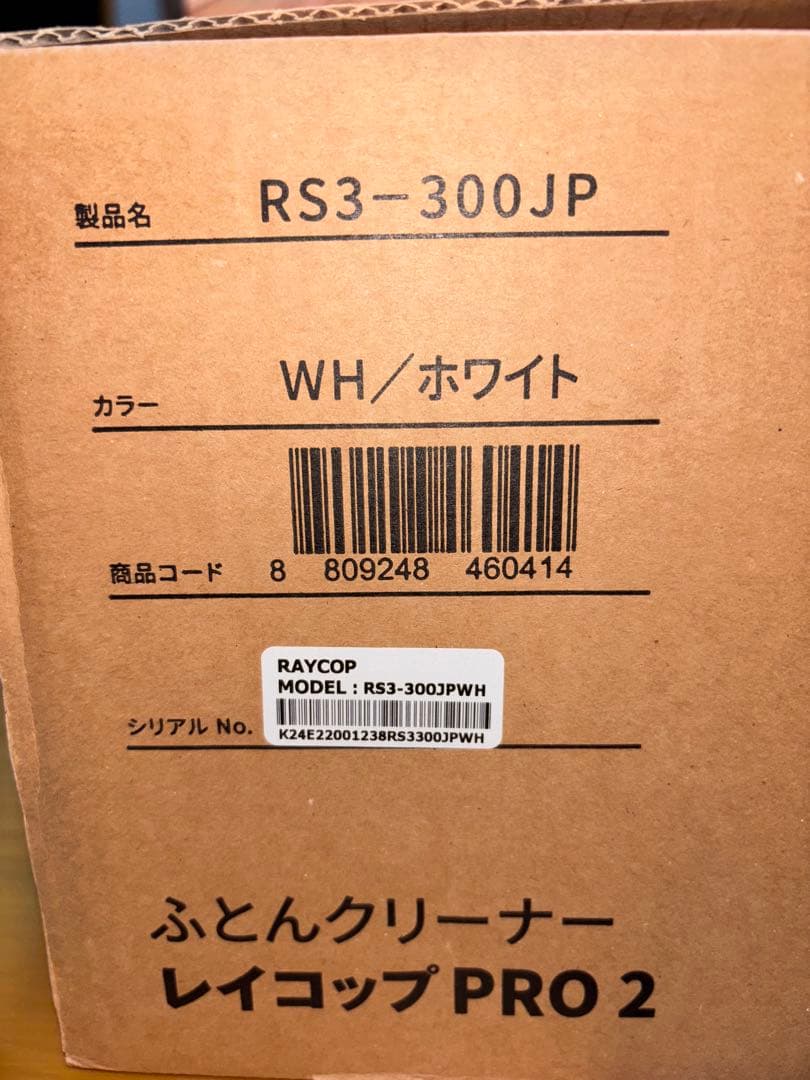 製品名 RS3-300JP
カラー WH/ホワイト
商品コード 8 809248 460414
RAYCOP
MODEL : RS3-300JPWH
シリアル No. K24E22001238RS3300JPWH
ふとんクリーナー
レイコップ PRO 2